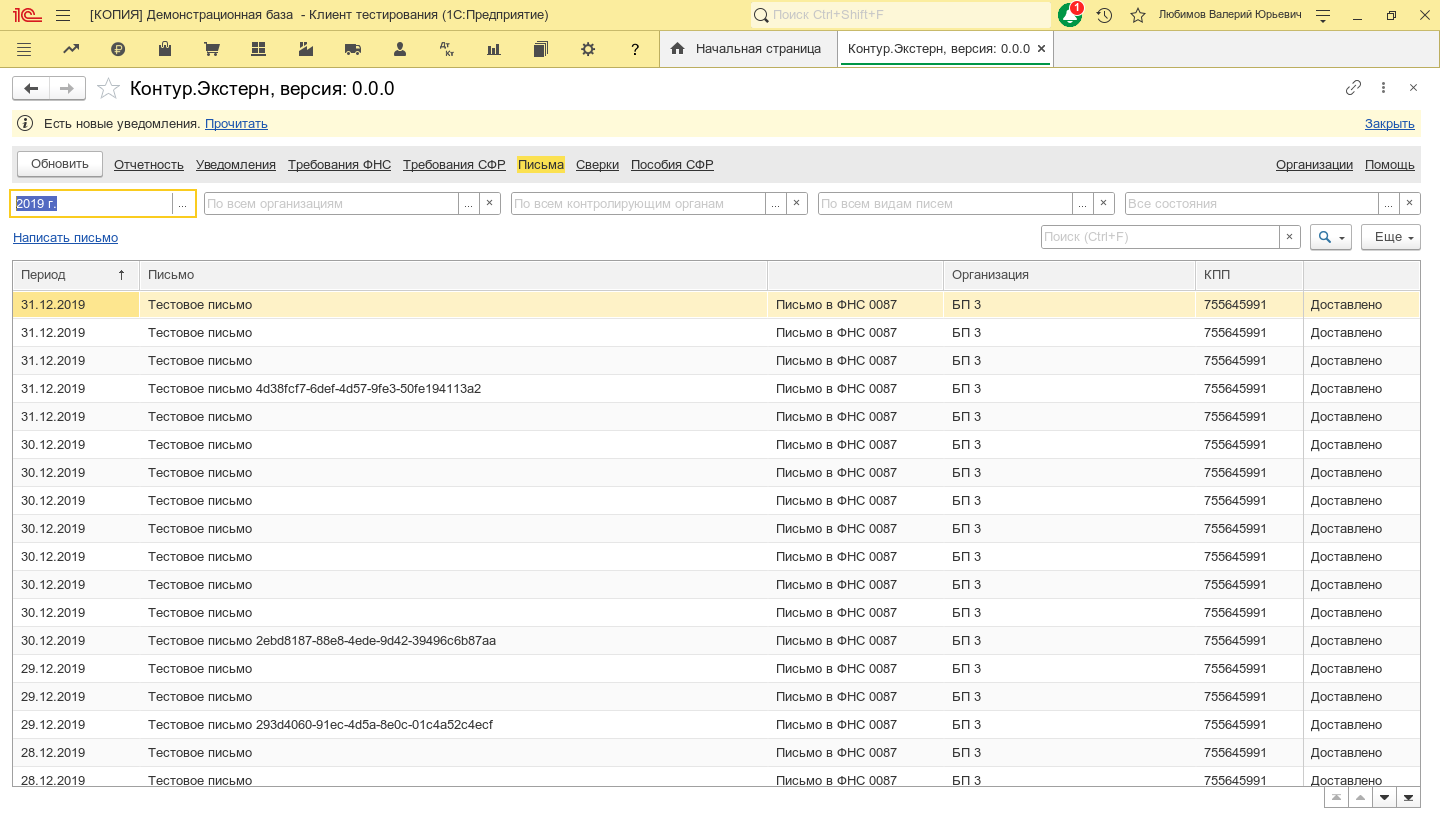 [КОПИЯ] Демонстрационная база - Клиент тестирования (1С:Предприятие) Поиск Ctrl+Shift+F 1 Любимов Валерий Юрьевич
Дт Кт ? Начальная страница Контур.Экстерн, версия: 0.0.0
Контур.Экстерн, версия: 0.0.0
Есть новые уведомления. Прочитать Закрыть
Обновить Отчетность Уведомления Требования ФНС Требования СФР Письма Сверки Пособия СФР Организации Помощь
2019 г. ... По всем организациям ... × По всем контролирующим органам ... × По всем видам писем ... × Все состояния ... ×
Написать письмо Поиск (Ctrl+F) × Еще
Период Письмо Организация КПП
31.12.2019 Тестовое письмо Письмо в ФНС 0087 БП 3 755645991 Доставлено
31.12.2019 Тестовое письмо Письмо в ФНС 0087 БП 3 755645991 Доставлено
31.12.2019 Тестовое письмо Письмо в ФНС 0087 БП 3 755645991 Доставлено
31.12.2019 Тестовое письмо 4d38fcf7-6def-4d57-9fe3-50fe194113a2 Письмо в ФНС 0087 БП 3 755645991 Доставлено
31.12.2019 Тестовое письмо Письмо в ФНС 0087 БП 3 755645991 Доставлено
30.12.2019 Тестовое письмо Письмо в ФНС 0087 БП 3 755645991 Доставлено
30.12.2019 Тестовое письмо Письмо в ФНС 0087 БП 3 755645991 Доставлено
30.12.2019 Тестовое письмо Письмо в ФНС 0087 БП 3 755645991 Доставлено
30.12.2019 Тестовое письмо Письмо в ФНС 0087 БП 3 755645991 Доставлено
30.12.2019 Тестовое письмо Письмо в ФНС 0087 БП 3 755645991 Доставлено
30.12.2019 Тестовое письмо Письмо в ФНС 0087 БП 3 755645991 Доставлено
30.12.2019 Тестовое письмо Письмо в ФНС 0087 БП 3 755645991 Доставлено
30.12.2019 Тестовое письмо 2ebd8187-88e8-4ede-9d42-39496c6b87aa Письмо в ФНС 0087 БП 3 755645991 Доставлено
29.12.2019 Тестовое письмо Письмо в ФНС 0087 БП 3 755645991 Доставлено
29.12.2019 Тестовое письмо Письмо в ФНС 0087 БП 3 755645991 Доставлено
29.12.2019 Тестовое письмо 293d4060-91ec-4d5a-8e0c-01c4a52c4ecf Письмо в ФНС 0087 БП 3 755645991 Доставлено
28.12.2019 Тестовое письмо Письмо в ФНС 0087 БП 3 755645991 Доставлено
28.12.2019 Тестовое письмо Письмо в ФНС 0087 БП 3 755645991 Доставлено